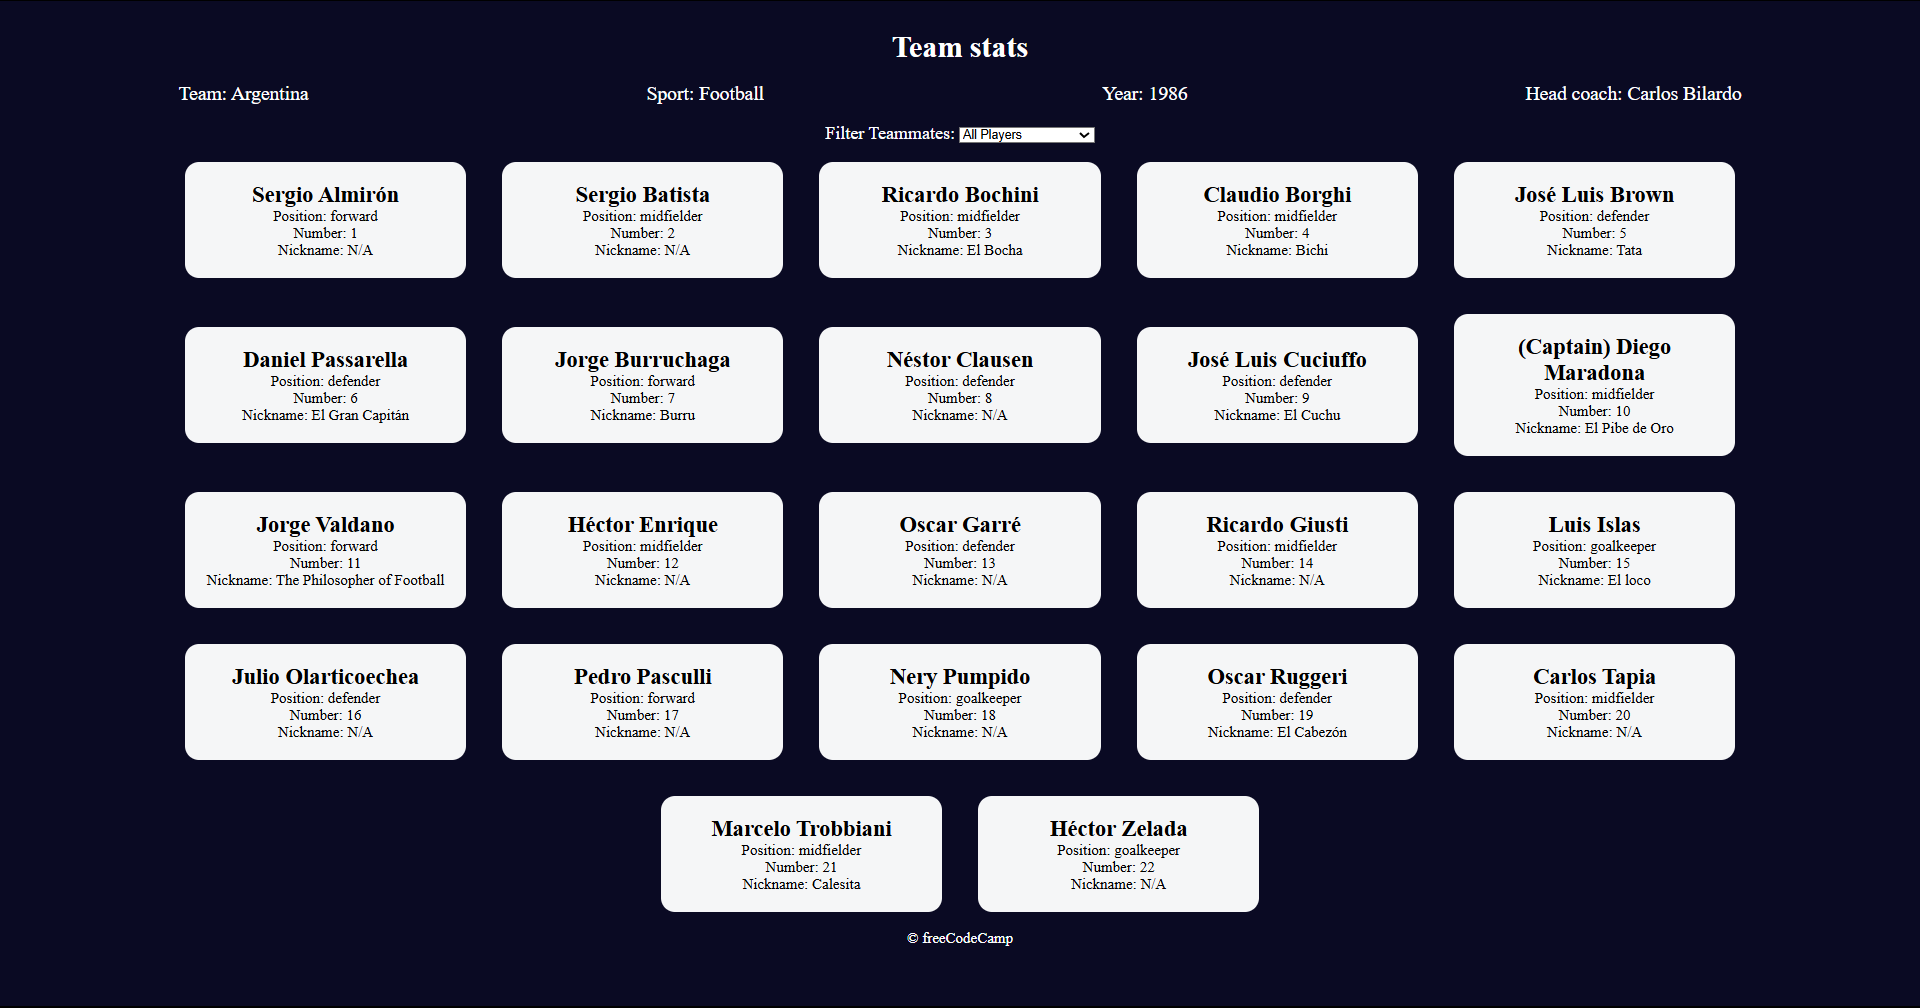 Team stats
Team: Argentina
Sport: Football
Year: 1986
Head coach: Carlos Bilardo
Filter Teammates: All Players
Sergio Almirón
Position: forward
Number: 1
Nickname: N/A
Sergio Batista
Position: midfielder
Number: 2
Nickname: N/A
Ricardo Bochini
Position: midfielder
Number: 3
Nickname: El Bocha
Claudio Borghi
Position: midfielder
Number: 4
Nickname: Bichi
José Luis Brown
Position: defender
Number: 5
Nickname: Tata
Daniel Passarella
Position: defender
Number: 6
Nickname: El Gran Capitán
Jorge Burruchaga
Position: forward
Number: 7
Nickname: Burru
Néstor Clausen
Position: defender
Number: 8
Nickname: N/A
José Luis Cuciuffo
Position: defender
Number: 9
Nickname: El Cuchu
(Captain) Diego
Maradona
Position: midfielder
Number: 10
Nickname: El Pibe de Oro
Jorge Valdano
Position: forward
Number: 11
Nickname: The Philosopher of Football
Héctor Enrique
Position: midfielder
Number: 12
Nickname: N/A
Oscar Garré
Position: defender
Number: 13
Nickname: N/A
Ricardo Giusti
Position: midfielder
Number: 14
Nickname: N/A
Luis Islas
Position: goalkeeper
Number: 15
Nickname: El loco
Julio Olarticoechea
Position: defender
Number: 16
Nickname: N/A
Pedro Pasculli
Position: forward
Number: 17
Nickname: N/A
Nery Pumpido
Position: goalkeeper
Number: 18
Nickname: N/A
Oscar Ruggeri
Position: defender
Number: 19
Nickname: El Cabezón
Carlos Tapia
Position: midfielder
Number: 20
Nickname: N/A
Marcelo Trobbiani
Position: midfielder
Number: 21
Nickname: Calesita
Héctor Zelada
Position: goalkeeper
Number: 22
Nickname: N/A
© freeCodeCamp